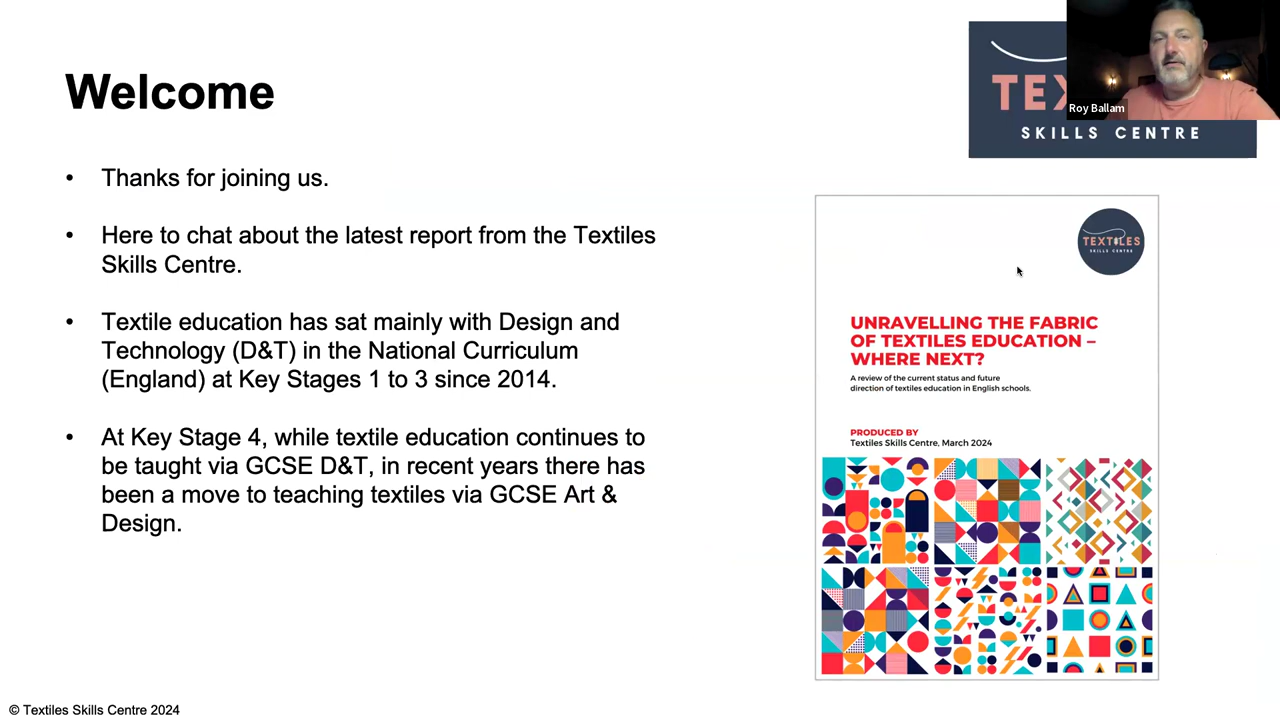 Welcome
• Thanks for joining us.
• Here to chat about the latest report from the Textiles
Skills Centre.
• Textile education has sat mainly with Design and
Technology (D&T) in the National Curriculum
(England) at Key Stages 1 to 3 since 2014.
• At Key Stage 4, while textile education continues to
be taught via GCSE D&T, in recent years there has
been a move to teaching textiles via GCSE Art &
Design.
TEX
SKILLS CENTRE
Roy Ballam
TEXTILES
SKILLS CENTRE
UNRAVELLING THE FABRIC
OF TEXTILES EDUCATION –
WHERE NEXT?
A review of the current status and future
direction of textiles education in English schools.
PRODUCED BY
Textiles Skills Centre, March 2024
© Textiles Skills Centre 2024